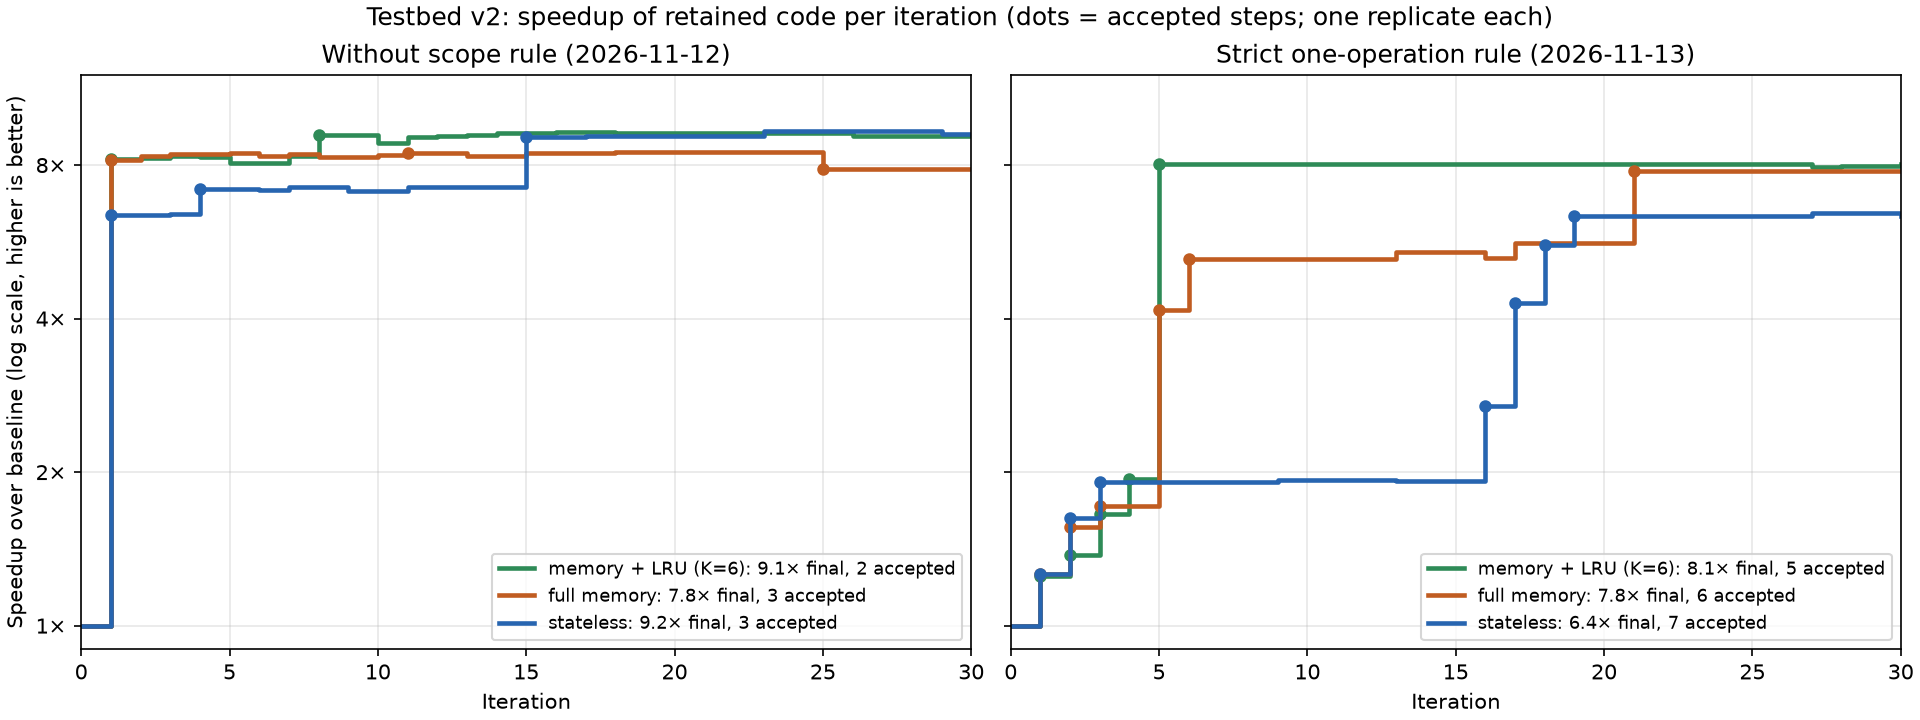 Testbed v2: speedup of retained code per iteration (dots = accepted steps; one replicate each)
Without scope rule (2026-11-12)
Speedup over baseline (log scale, higher is better)
8×
4×
2×
1×
memory + LRU (K=6): 9.1× final, 2 accepted
full memory: 7.8× final, 3 accepted
stateless: 9.2× final, 3 accepted
0 5 10 15 20 25 30
Iteration
Strict one-operation rule (2026-11-13)
memory + LRU (K=6): 8.1× final, 5 accepted
full memory: 7.8× final, 6 accepted
stateless: 6.4× final, 7 accepted
0 5 10 15 20 25 30
Iteration